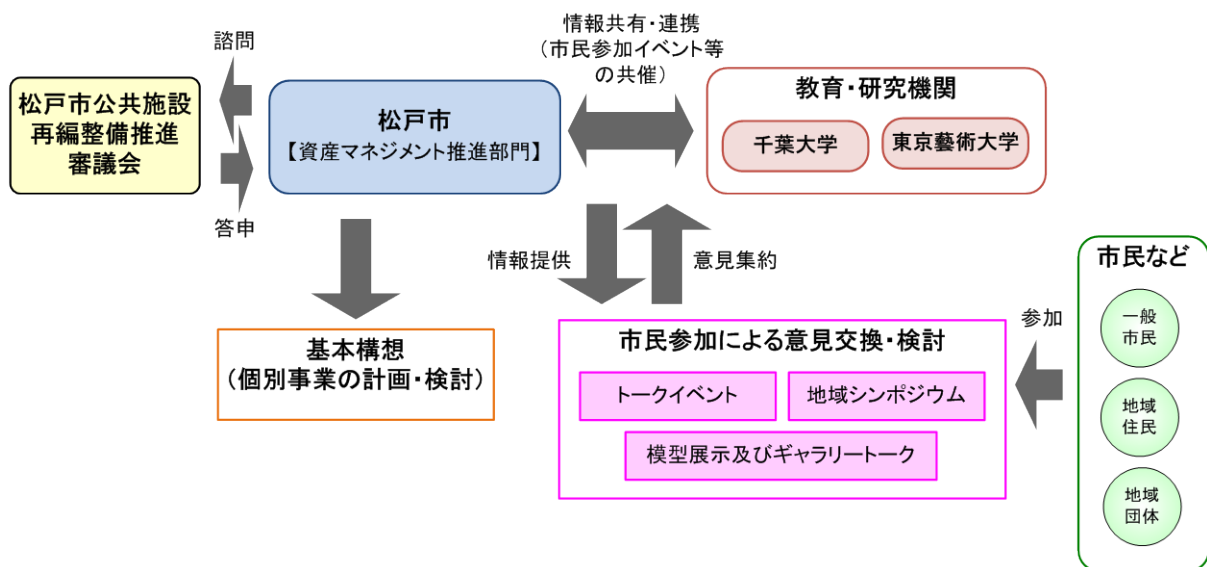 諮問
松戸市公共施設
再編整備推進
審議会
答申
松戸市
【資産マネジメント推進部門】
情報共有・連携
（市民参加イベント等
の共催）
教育・研究機関
千葉大学
東京藝術大学
情報提供
意見集約
基本構想
（個別事業の計画・検討）
市民参加による意見交換・検討
トークイベント
地域シンポジウム
模型展示及びギャラリートーク
参加
市民など
一般
市民
地域
住民
地域
団体